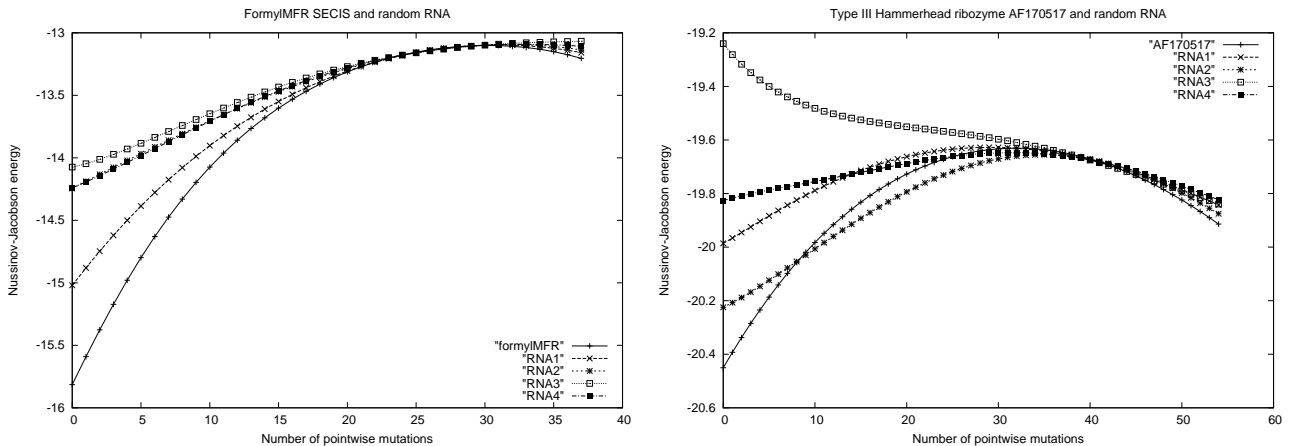 FormylMFR SECIS and random RNA
-13
-13.5
-14
-14.5
-15
-15.5
-16
0 5 10 15 20 25 30 35 40
Nussinov-Jacobson energy
Number of pointwise mutations
"formylMFR"
"RNA1"
"RNA2"
"RNA3"
"RNA4"
Type III Hammerhead ribozyme AF170517 and random RNA
-19.2
-19.4
-19.6
-19.8
-20
-20.2
-20.4
-20.6
0 10 20 30 40 50 60
Nussinov-Jacobson energy
Number of pointwise mutations
"AF170517"
"RNA1"
"RNA2"
"RNA3"
"RNA4"